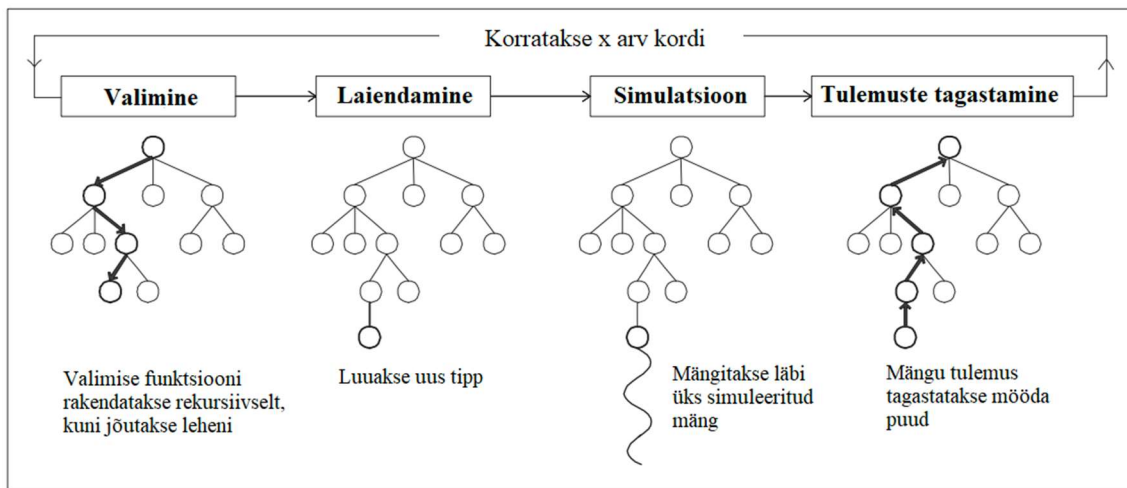 Korratakse x arv kordi
Valimine
Laiendamine
Simulatsioon
Tulemuste tagastamine
Valimise funktsiooni
rakendatakse rekursiivselt,
kuni jõutakse leheni
Luuakse uus tipp
Mängitakse läbi
üks simuleeritud
mäng
Mängu tulemus
tagastatakse mööda
puud